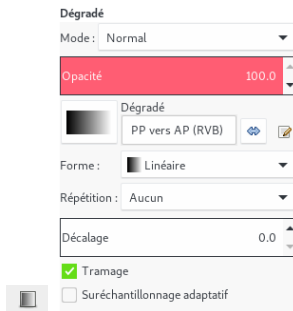 Dégradé
Mode : Normal
Opacité 100.0
Dégradé
PP vers AP (RVB)
Forme : Linéaire
Répétition : Aucun
Décalage 0.0
Tramage
Suréchantillonnage adaptatif